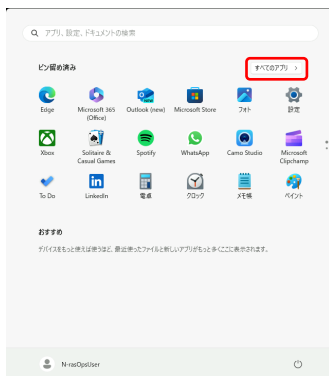 アプリ、設定、ドキュメントの検索
ピン留め済み
すべてのアプリ >
Edge
Microsoft 365 (Office)
Outlook (new)
Microsoft Store
フォト
設定
Xbox
Solitaire & Casual Games
Spotify
WhatsApp
Camo Studio
Microsoft Clipchamp
To Do
LinkedIn
電卓
クロック
メモ帳
ペイント
おすすめ
デバイスをもっと使えば使うほど、最近使ったファイルと新しいアプリがもっと多くここに表示されます。
N-rasOpsUser